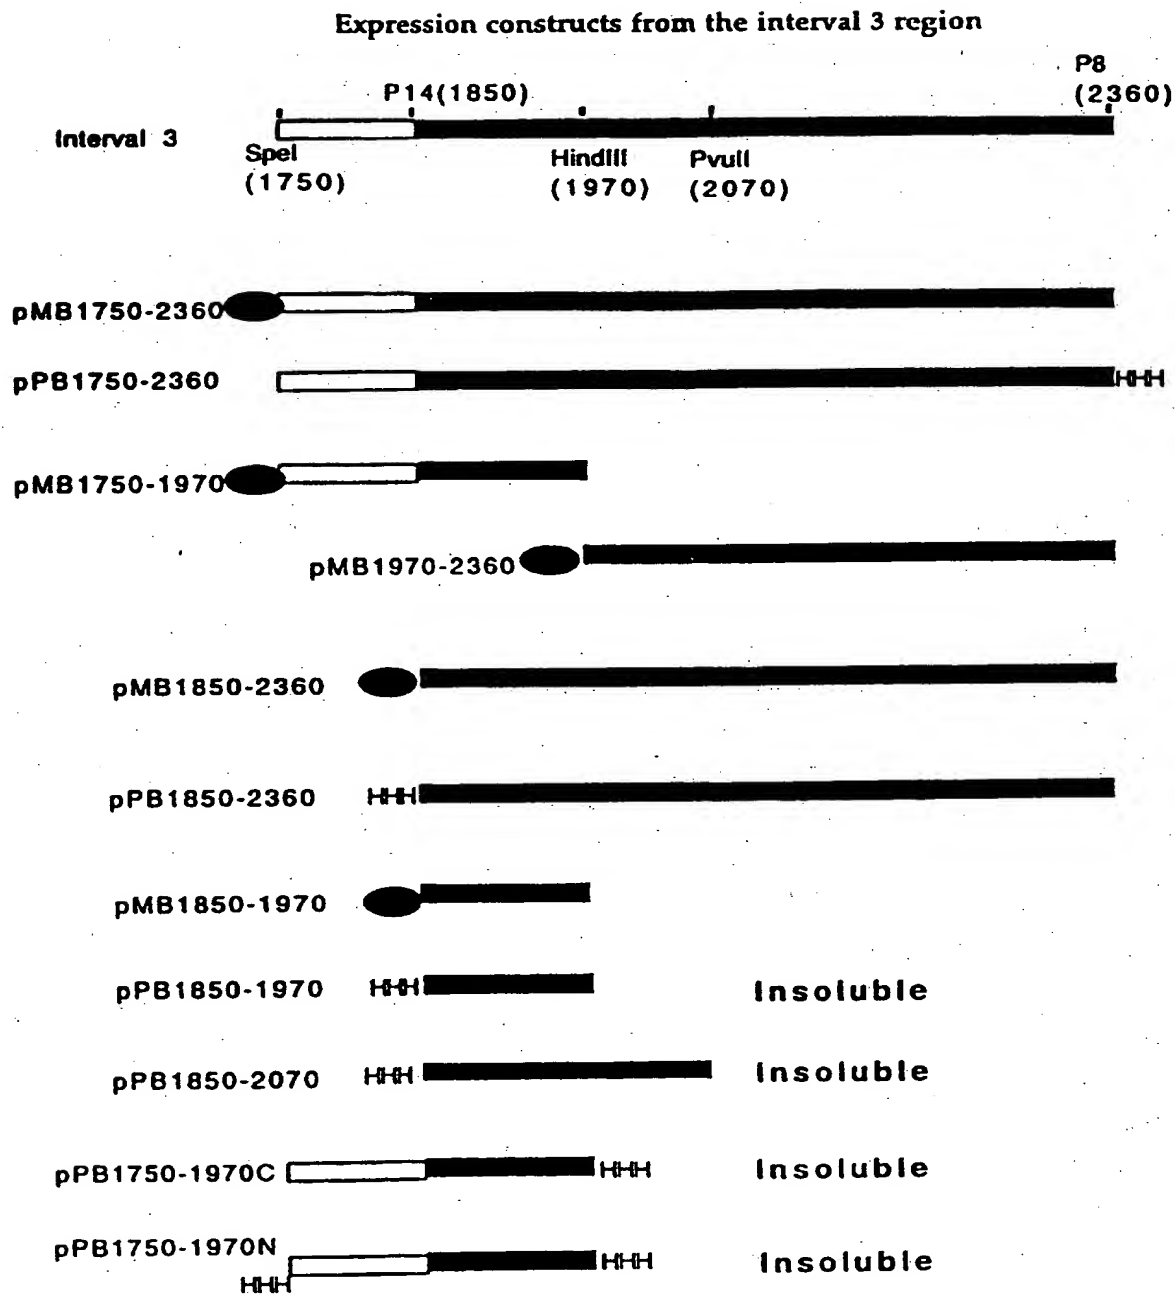 Expression constructs from the interval 3 region
P8
P14(1850)
(2360)
Interval 3
SpeI
(1750)
HindIII
(1970)
PvuII
(2070)
pMB1750-2360
pPB1750-2360
HHH
pMB1750-1970
pMB1970-2360
pMB1850-2360
pPB1850-2360 HHH
pMB1850-1970
pPB1850-1970 HHH Insoluble
pPB1850-2070 HHH Insoluble
pPB1750-1970C HHH Insoluble
pPB1750-1970N
HHH Insoluble
HHH